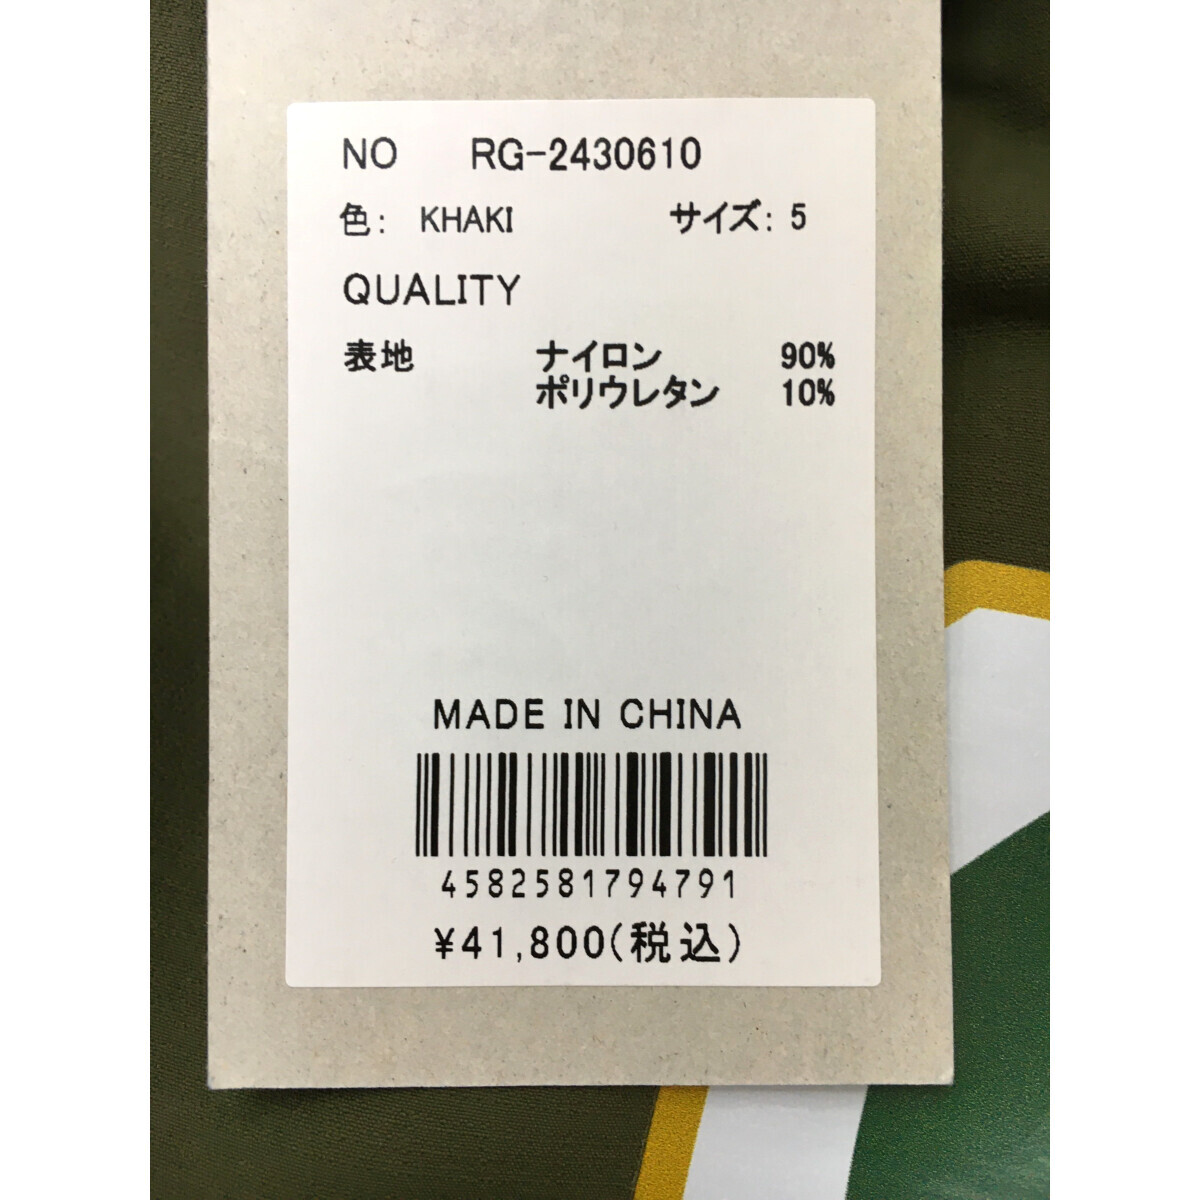 NO RG-2430610
色: KHAKI サイズ: 5
QUALITY
表地 ナイロン 90%
ポリウレタン 10%
MADE IN CHINA
4582581794791
¥41,800(税込)